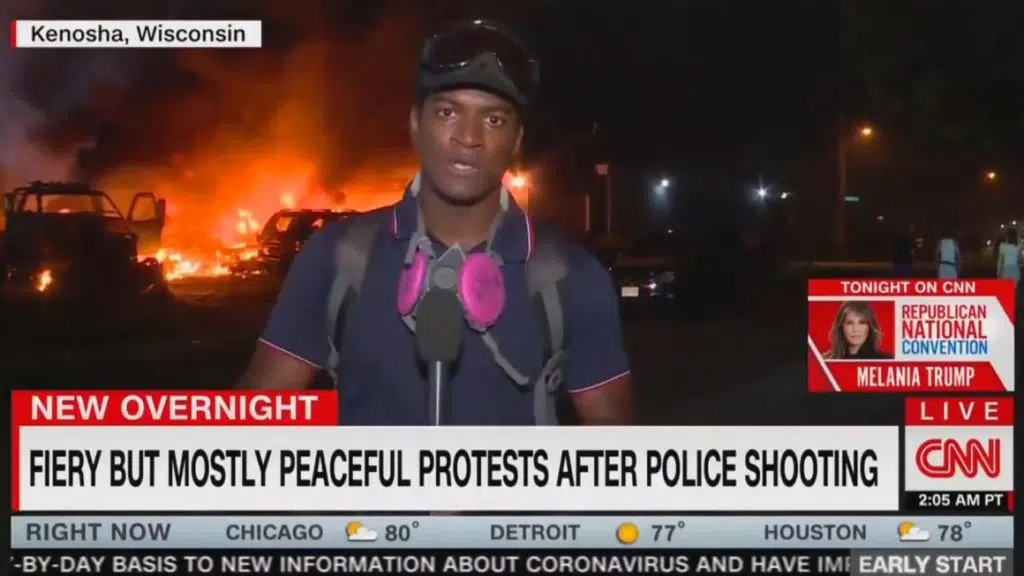 Kenosha, Wisconsin
TONIGHT ON CNN
REPUBLICAN
NATIONAL
CONVENTION
MELANIA TRUMP
NEW OVERNIGHT
FIERY BUT MOSTLY PEACEFUL PROTESTS AFTER POLICE SHOOTING
LIVE
CNN
2:05 AM PT
RIGHT NOW CHICAGO 80° DETROIT 77° HOUSTON 78°
-BY-DAY BASIS TO NEW INFORMATION ABOUT CORONAVIRUS AND HAVE IM
EARLY START